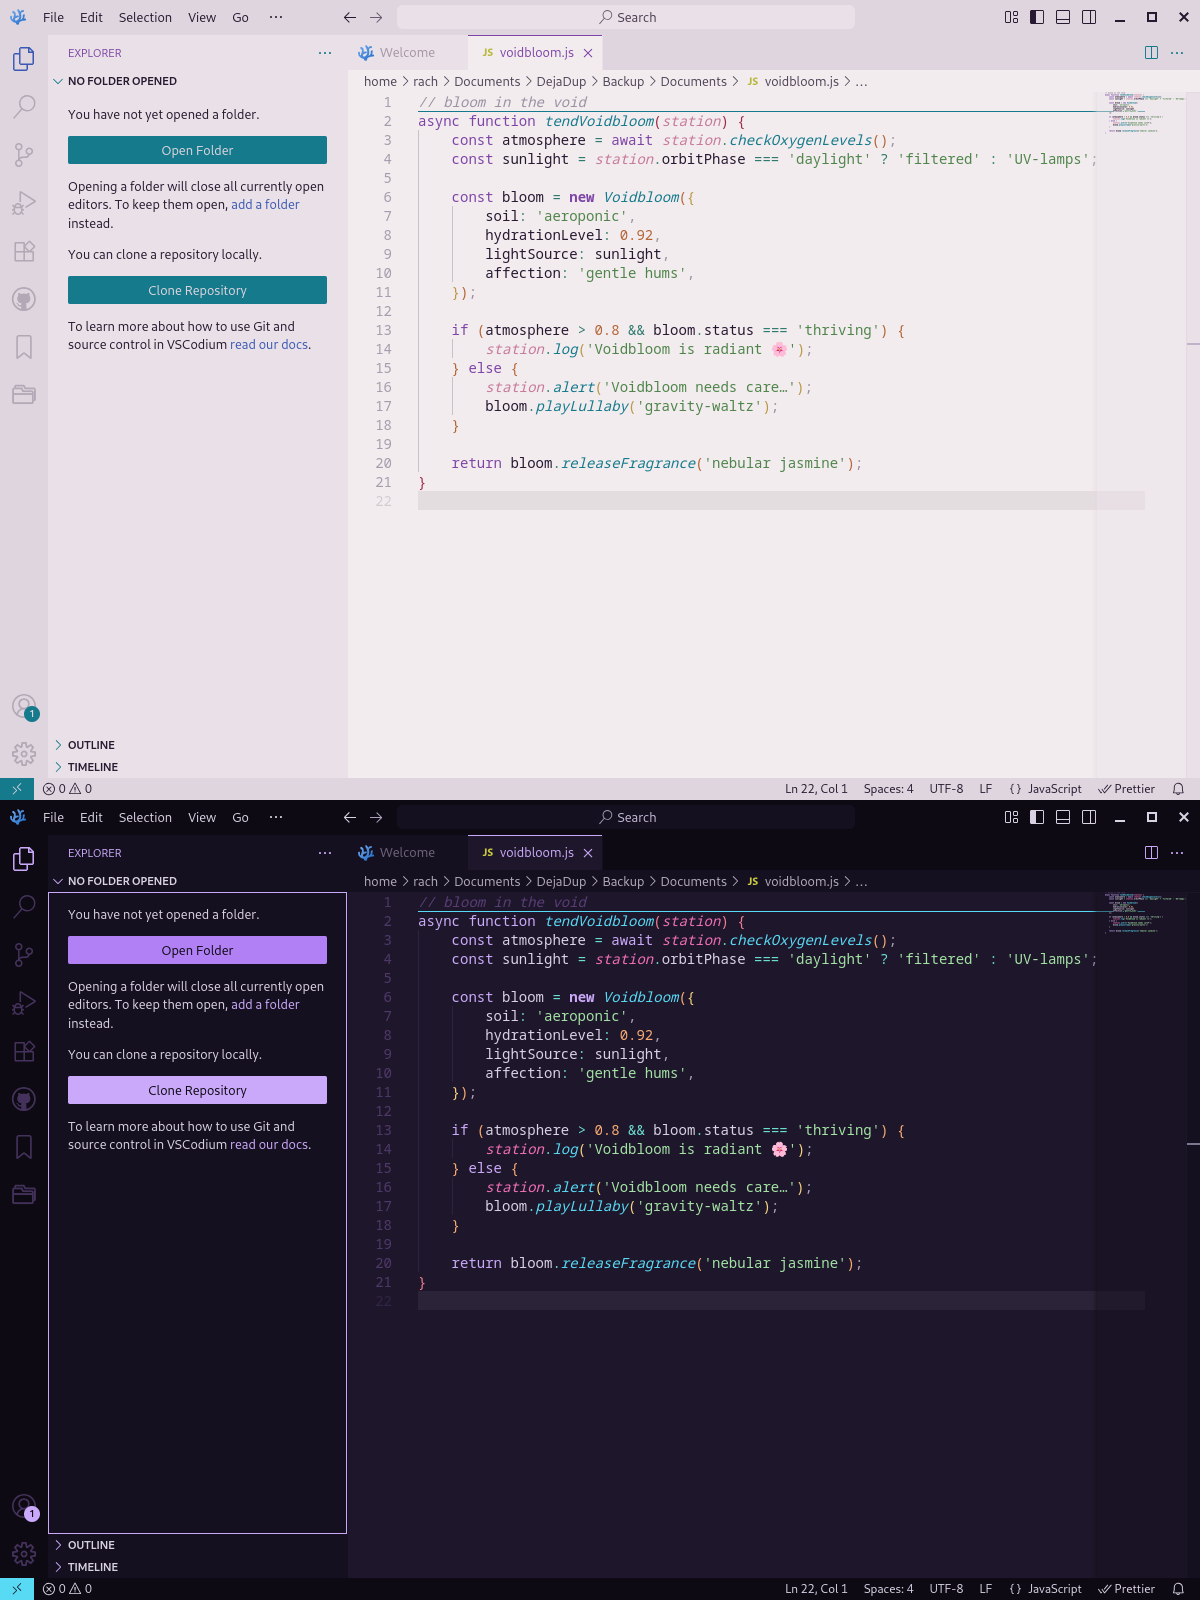 File Edit Selection View Go ··· Search
EXPLORER ···
NO FOLDER OPENED
You have not yet opened a folder.
Open Folder
Opening a folder will close all currently open
editors. To keep them open, add a folder
instead.
You can clone a repository locally.
Clone Repository
To learn more about how to use Git and
source control in VSCodium read our docs.
1
OUTLINE
TIMELINE
Welcome JS voidbloom.js ···
home > rach > Documents > DejaDup > Backup > Documents > JS voidbloom.js > ...
1 // bloom in the void
2 async function tendVoidbloom(station) {
3     const atmosphere = await station.checkOxygenLevels();
4     const sunlight = station.orbitPhase === 'daylight' ? 'filtered' : 'UV-lamps';
5
6     const bloom = new Voidbloom({
7         soil: 'aeroponic',
8         hydrationLevel: 0.92,
9         lightSource: sunlight,
10         affection: 'gentle hums',
11     });
12
13     if (atmosphere > 0.8 && bloom.status === 'thriving') {
14         station.log('Voidbloom is radiant 🌸');
15     } else {
16         station.alert('Voidbloom needs care…');
17         bloom.playLullaby('gravity-waltz');
18     }
19
20     return bloom.releaseFragrance('nebular jasmine');
21 }
22
0 0 Ln 22, Col 1 Spaces: 4 UTF-8 LF {} JavaScript Prettier
File Edit Selection View Go ··· Search
EXPLORER ···
NO FOLDER OPENED
You have not yet opened a folder.
Open Folder
Opening a folder will close all currently open
editors. To keep them open, add a folder
instead.
You can clone a repository locally.
Clone Repository
To learn more about how to use Git and
source control in VSCodium read our docs.
1
OUTLINE
TIMELINE
Welcome JS voidbloom.js ···
home > rach > Documents > DejaDup > Backup > Documents > JS voidbloom.js > ...
1 // bloom in the void
2 async function tendVoidbloom(station) {
3     const atmosphere = await station.checkOxygenLevels();
4     const sunlight = station.orbitPhase === 'daylight' ? 'filtered' : 'UV-lamps';
5
6     const bloom = new Voidbloom({
7         soil: 'aeroponic',
8         hydrationLevel: 0.92,
9         lightSource: sunlight,
10         affection: 'gentle hums',
11     });
12
13     if (atmosphere > 0.8 && bloom.status === 'thriving') {
14         station.log('Voidbloom is radiant 🌸');
15     } else {
16         station.alert('Voidbloom needs care…');
17         bloom.playLullaby('gravity-waltz');
18     }
19
20     return bloom.releaseFragrance('nebular jasmine');
21 }
22
0 0 Ln 22, Col 1 Spaces: 4 UTF-8 LF {} JavaScript Prettier